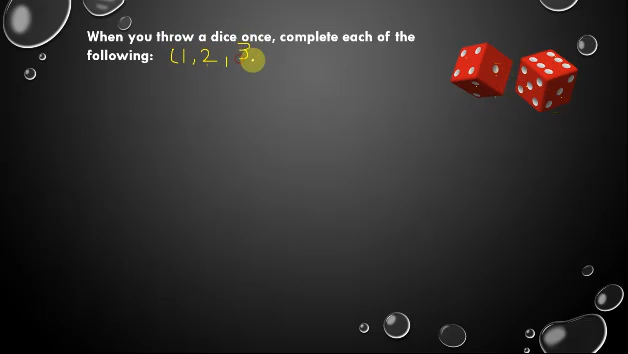 When you throw a dice once, complete each of the
following: (1, 2, 3